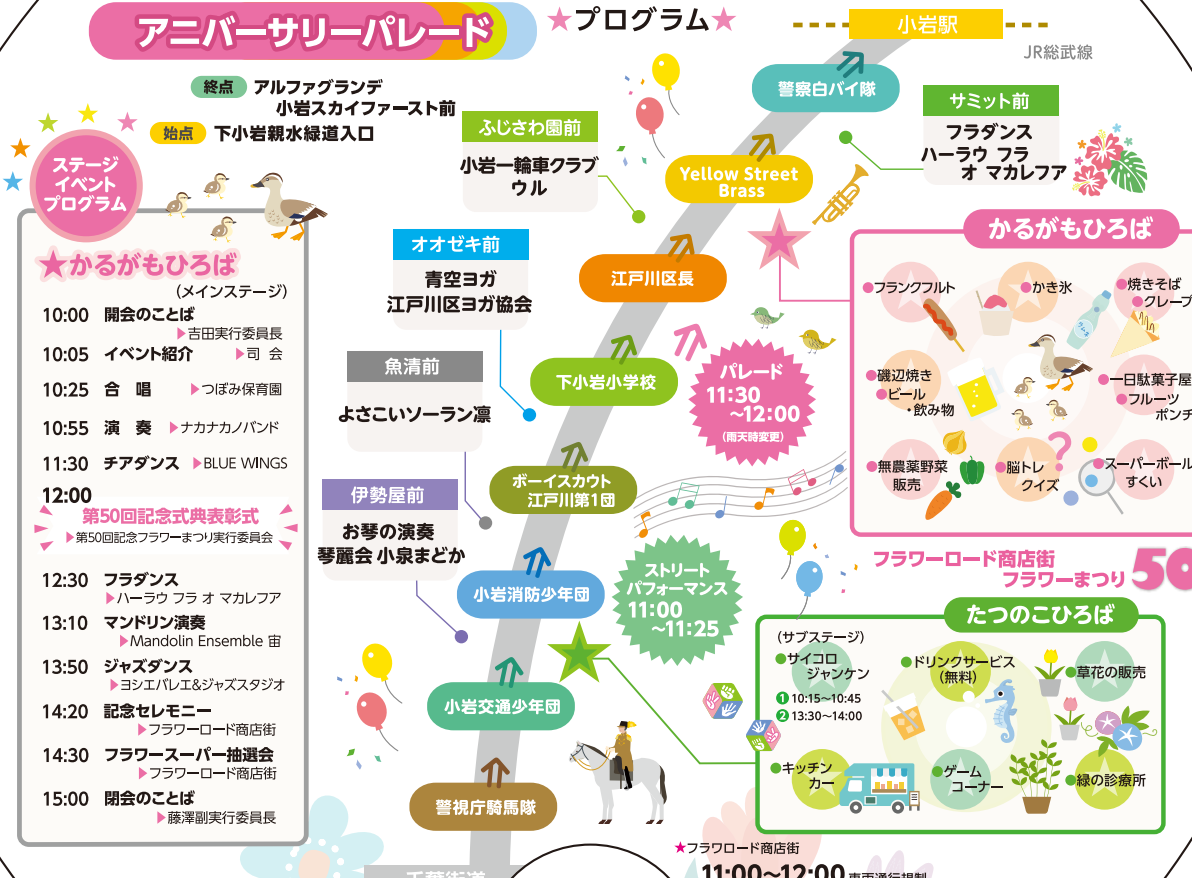 アニバーサリーパレード
★プログラム★
小岩駅
JR総武線
終点 アルファグランデ
小岩スカイファースト前
始点 下小岩親水緑道入口
ステージ
イベント
プログラム
★かるがもひろば
(メインステージ)
10:00 開会のことば
▶吉田実行委員長
10:05 イベント紹介 ▶司 会
10:25 合 唱 ▶つぼみ保育園
10:55 演 奏 ▶ナカナカノバンド
11:30 チアダンス ▶BLUE WINGS
12:00
第50回記念式典表彰式
▶第50回記念フラワーまつり実行委員会
12:30 フラダンス
▶ハーラウ フラ オ マカレフア
13:10 マンドリン演奏
▶Mandolin Ensemble 宙
13:50 ジャズダンス
▶ヨシエバレエ&ジャズスタジオ
14:20 記念セレモニー
▶フラワーロード商店街
14:30 フラワースーパー抽選会
▶フラワーロード商店街
15:00 閉会のことば
▶藤澤副実行委員長
警察白バイ隊
サミット前
フラダンス
ハーラウ フラ
オ マカレフア
ふじさわ園前
小岩一輪車クラブ
ウル
Yellow Street
Brass
オオゼキ前
青空ヨガ
江戸川区ヨガ協会
江戸川区長
魚清前
よさこいソーラン凛
下小岩小学校
パレード
11:30
～12:00
(雨天時変更)
ボーイスカウト
江戸川第1団
伊勢屋前
お琴の演奏
琴麗会 小泉まどか
小岩消防少年団
ストリート
パフォーマンス
11:00
～11:25
小岩交通少年団
警視庁騎馬隊
千葉街道
かるがもひろば
●フランクフルト
●かき氷
●焼きそば
●クレープ
ラムネ
●磯辺焼き
●ビール
・飲み物
●一日駄菓子屋
●フルーツ
ポンチ
●無農薬野菜
販売
●脳トレ
クイズ
●スーパーボール
すくい
フラワーロード商店街
フラワーまつり 50
たつのこひろば
(サブステージ)
●サイコロ
ジャンケン
❶ 10:15～10:45
❷ 13:30～14:00
●ドリンクサービス
(無料)
●草花の販売
●キッチン
カー
●ゲーム
コーナー
●緑の診療所
★フラワロード商店街
11:00～12:00 車両通行規制